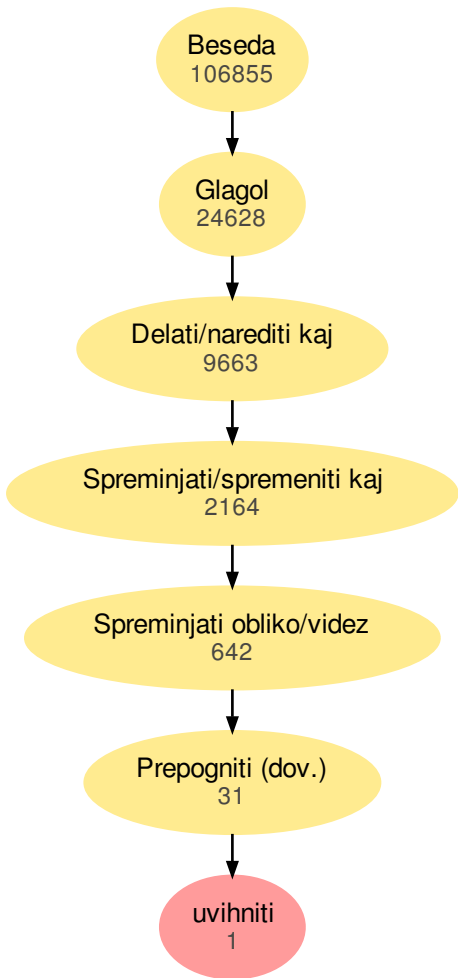 Beseda
106855
Glagol
24628
Delati/narediti kaj
9663
Spreminjati/spremeniti kaj
2164
Spreminjati obliko/videz
642
Prepogniti (dov.)
31
uvihniti
1